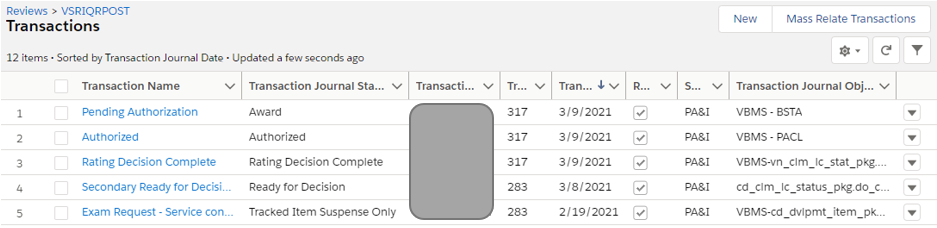 Reviews > VSRIQRPOST
Transactions
New
Mass Relate Transactions
12 items • Sorted by Transaction Journal Date • Updated a few seconds ago
Transaction Name Transaction Journal Sta... Transacti... Tr... Tran... R... S... Transaction Journal Obj...
1 Pending Authorization Award 317 3/9/2021 PA&I VBMS - BSTA
2 Authorized Authorized 317 3/9/2021 PA&I VBMS - PACL
3 Rating Decision Complete Rating Decision Complete 317 3/9/2021 PA&I VBMS-vn_clm_lc_stat_pkg....
4 Secondary Ready for Decisi... Ready for Decision 283 3/8/2021 PA&I cd_clm_lc_status_pkg.do_c...
5 Exam Request - Service con... Tracked Item Suspense Only 283 2/19/2021 PA&I VBMS-cd_dvlpmt_item_pk...